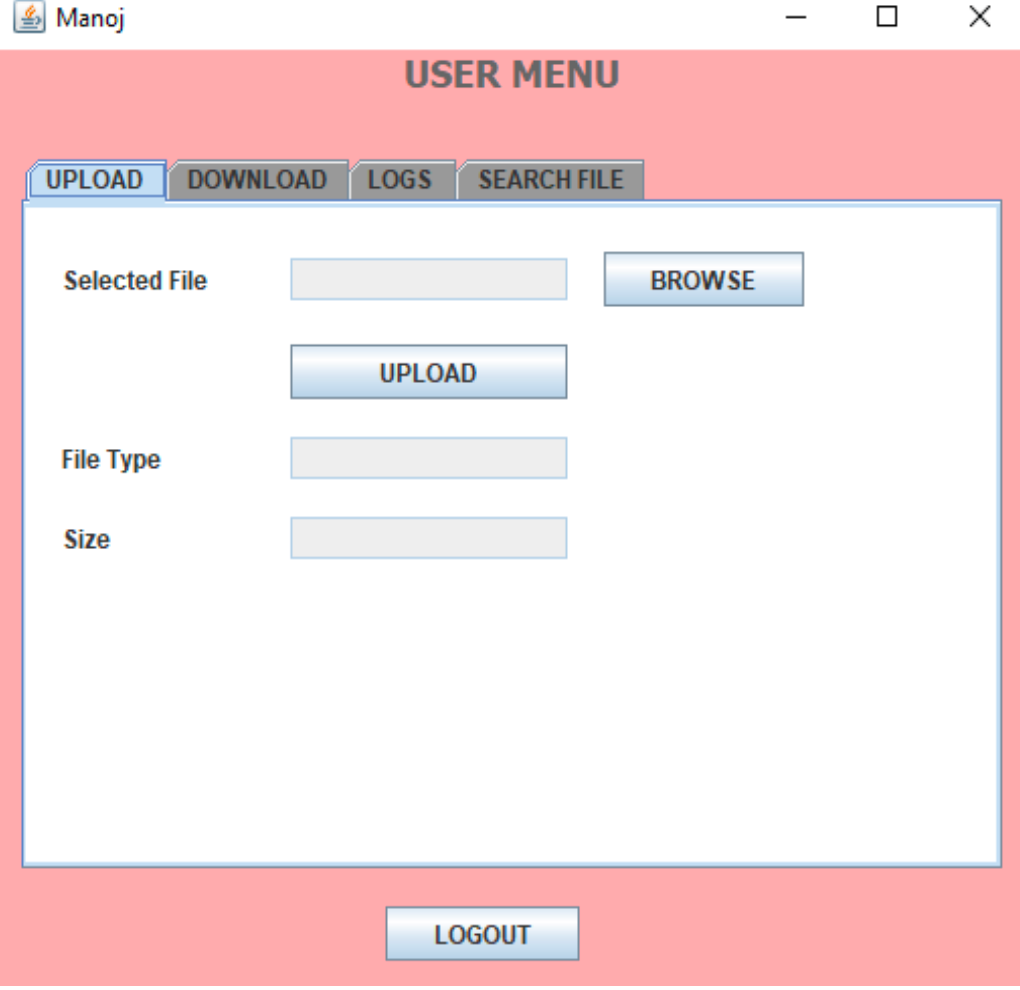 Manoj
USER MENU
UPLOAD DOWNLOAD LOGS SEARCH FILE
Selected File BROWSE
UPLOAD
File Type
Size
LOGOUT